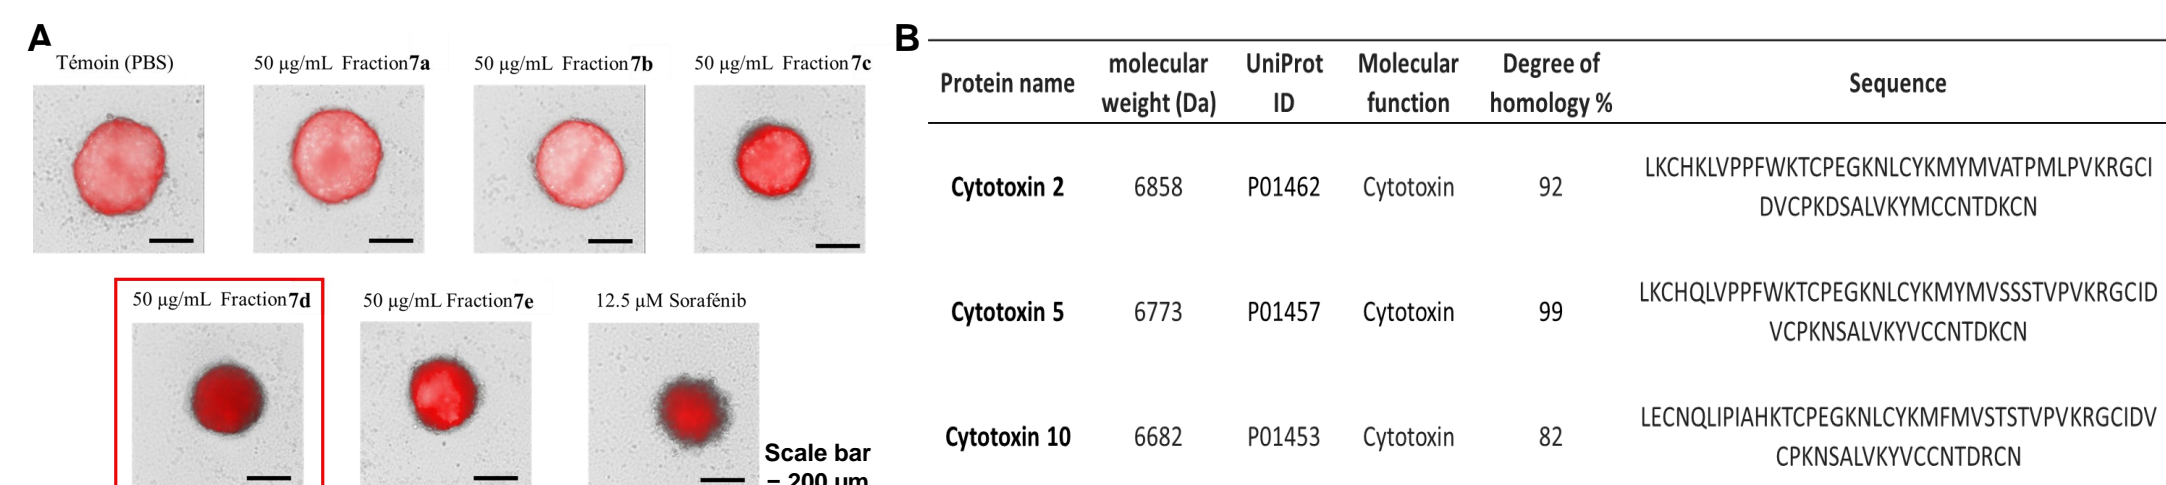 A
Témoin (PBS)
50 µg/mL Fraction 7a
50 µg/mL Fraction 7b
50 µg/mL Fraction 7c
50 µg/mL Fraction 7d
50 µg/mL Fraction 7e
12.5 µM Sorafénib
Scale bar
= 200 µm
B
Protein name
molecular
weight (Da)
UniProt
ID
Molecular
function
Degree of
homology %
Sequence
Cytotoxin 2
6858
P01462
Cytotoxin
92
LKCHKLVPPFWKTCPEGKNLCYKMYMVATPMLPVKRGCI
DVCPKDSALVKYMCCNTDKCN
Cytotoxin 5
6773
P01457
Cytotoxin
99
LKCHQLVPPFWKTCPEGKNLCYKMYMVSSSTVPVKRGCID
VCPKNSALVKYVCCNTDKCN
Cytotoxin 10
6682
P01453
Cytotoxin
82
LECNQLIPIAHKTCPEGKNLCYKMFMVSTSTVPVKRGCIDV
CPKNSALVKYVCCNTDRCN